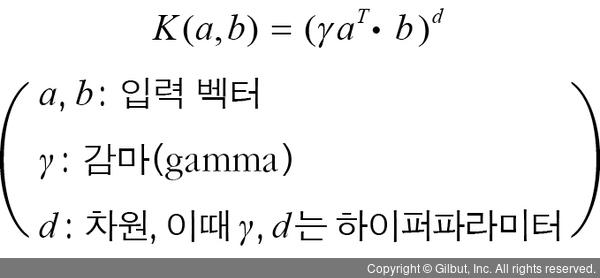 K(a,b) = (γaᵀ· b)ᵈ
a, b: 입력 벡터
γ: 감마(gamma)
d: 차원, 이때 γ, d는 하이퍼파라미터
Copyright © Gilbut, Inc. All rights reserved.